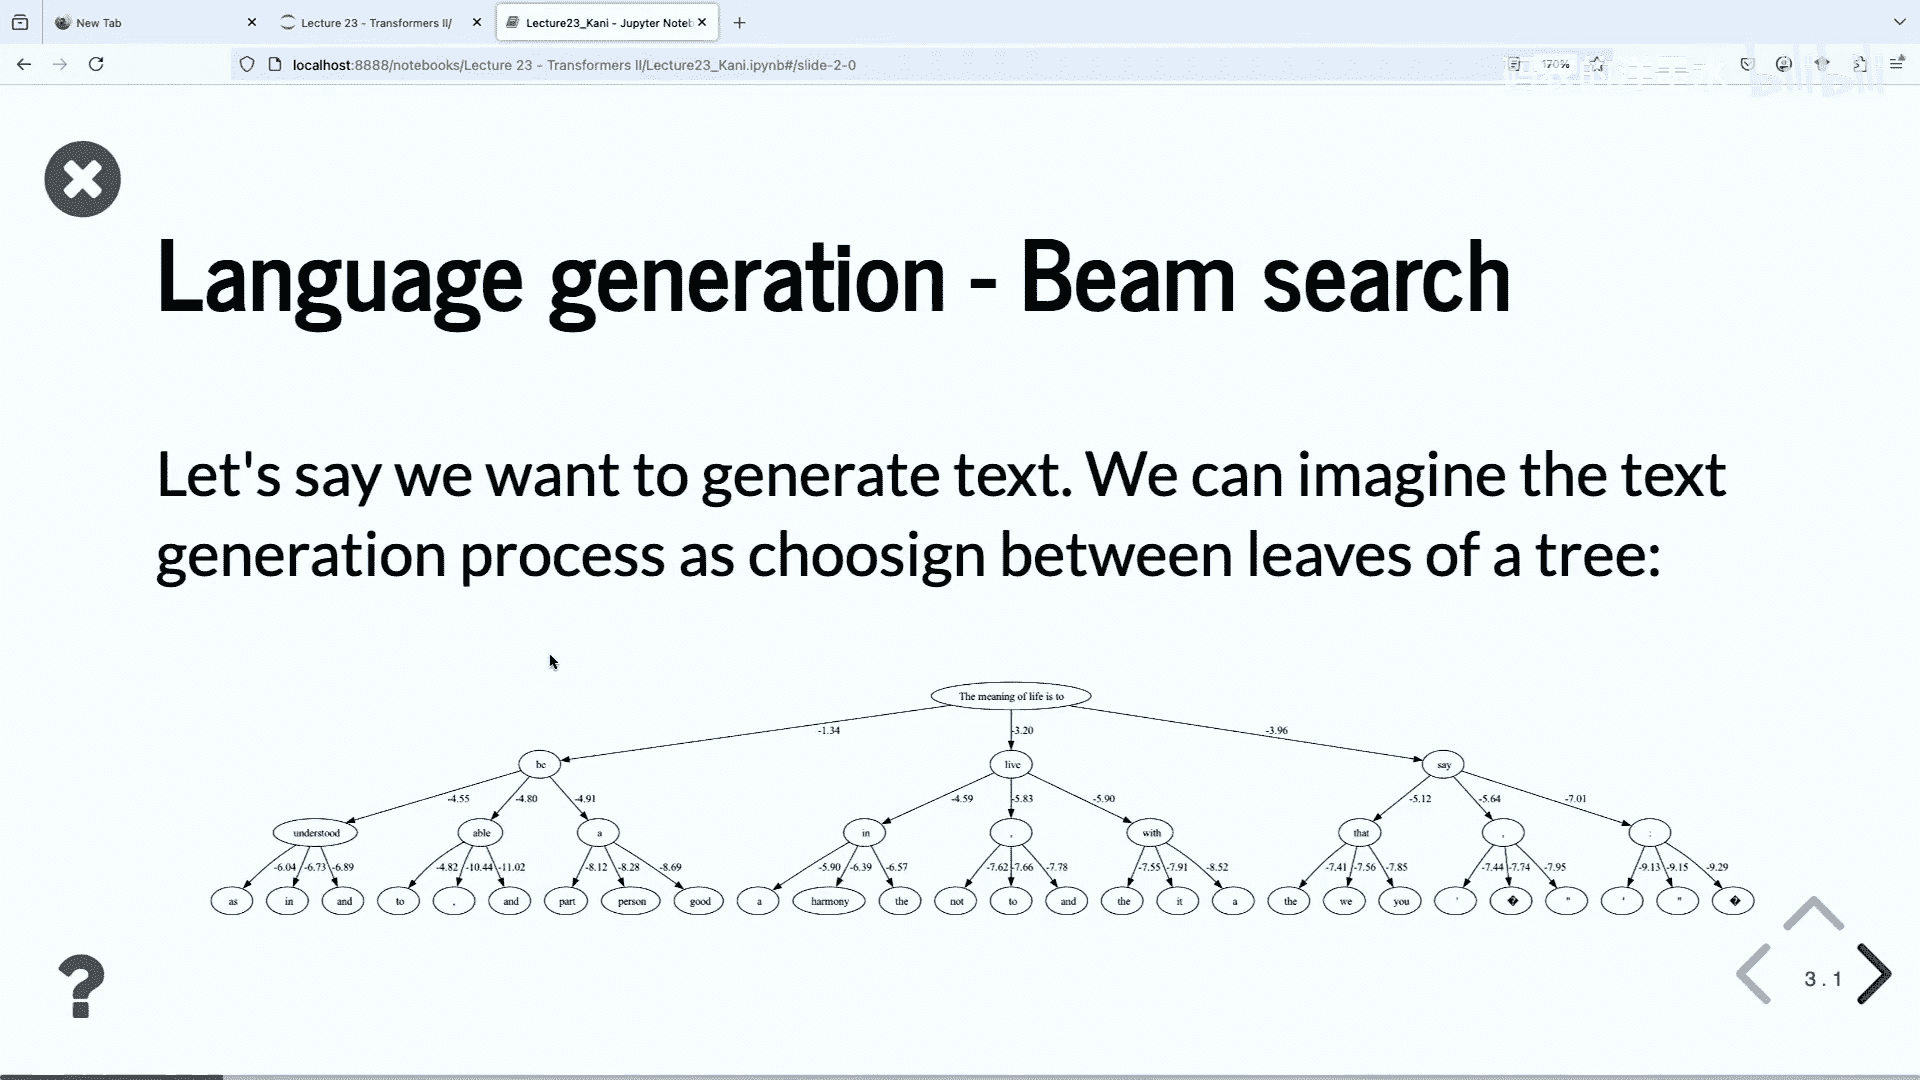 New Tab
Lecture 23 - Transformers II/
Lecture23_Kani - Jupyter Noteb
localhost:8888/notebooks/Lecture 23 - Transformers II/Lecture23_Kani.ipynb#/slide-2-0
170%
Language generation - Beam search
Let's say we want to generate text. We can imagine the text
generation process as choosign between leaves of a tree:
The meaning of life is to
-1.34 -3.20 -3.96
be live say
-4.55 -4.80 -4.91 -4.59 -5.83 -5.90 -5.12 -5.64 -7.01
understood able a in , with that , :
-6.04 -6.73 -6.89 -4.82 -10.44 -11.02 -8.12 -8.28 -8.69 -5.90 -6.39 -6.57 -7.62 -7.66 -7.78 -7.55 -7.91 -8.52 -7.41 -7.56 -7.85 -7.44 -7.74 -7.95 -9.13 -9.15 -9.29
as in and to , and part person good a harmony the not to and the it a the we you ' � " ' " �
3.1